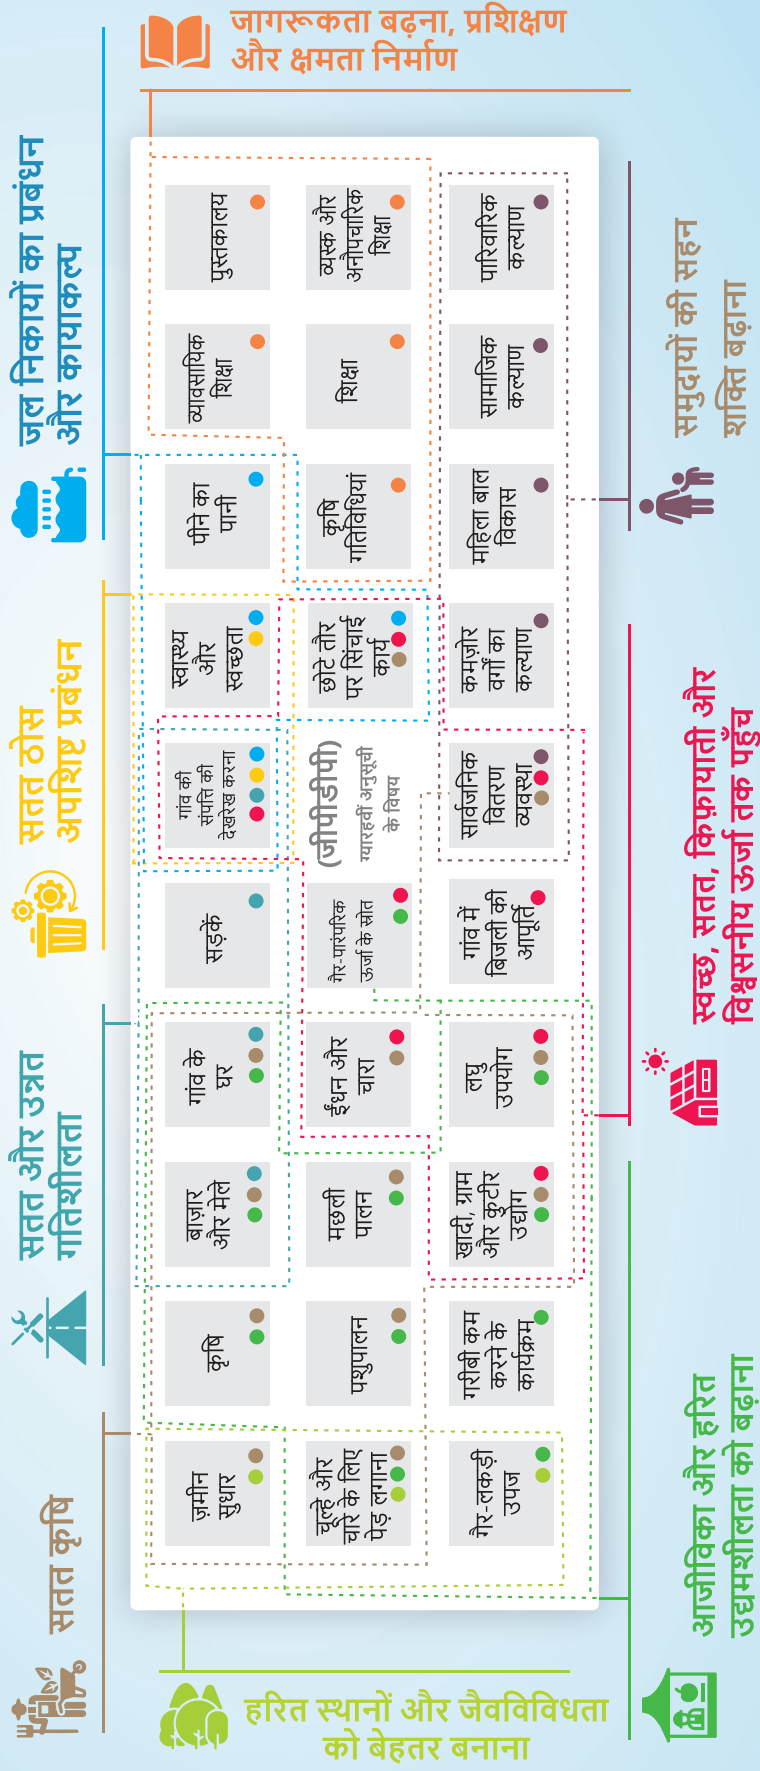 जागरूकता बढ़ना, प्रशिक्षण
और क्षमता निर्माण
जल निकायों का प्रबंधन
और कायाकल्प
सतत ठोस
अपशिष्ट प्रबंधन
सतत और उन्नत
गतिशीलता
सतत कृषि
पुस्तकालय
व्यस्क और
अनौपचारिक
शिक्षा
पारिवारिक
कल्याण
व्यावसायिक
शिक्षा
शिक्षा
सामाजिक
कल्याण
पीने का
पानी
कृषि
गतिविधियां
महिला बाल
विकास
स्वास्थ्य
और
स्वच्छता
छोटे तौर
पर सिंचाई
कार्य
कमज़ोर
वर्गों का
कल्याण
गांव की
संपत्ति की
देखरेख करना
(जीपीडीपी)
ग्यारहवीं अनुसूची
के विषय
सार्वजनिक
वितरण
व्यवस्था
सड़कें
गैर-पारंपरिक
ऊर्जा के स्रोत
गांव में
बिजली की
आपूर्ति
गांव के
घर
ईंधन और
चारा
लघु
उपयोग
बाज़ार
और मेले
मछली
पालन
खादी, ग्राम
और कुटीर
उद्योग
कृषि
पशुपालन
गरीबी कम
करने के
कार्यक्रम
ज़मीन
सुधार
चूल्हे और
चारे के लिए
पेड़ लगाना
गैर-लकड़ी
उपज
समुदायों की सहन
शक्ति बढ़ाना
स्वच्छ, सतत, किफ़ायाती और
विश्वसनीय ऊर्जा तक पहुँच
आजीविका और हरित
उद्यमशीलता को बढ़ाना
हरित स्थानों और जैवविविधता
को बेहतर बनाना